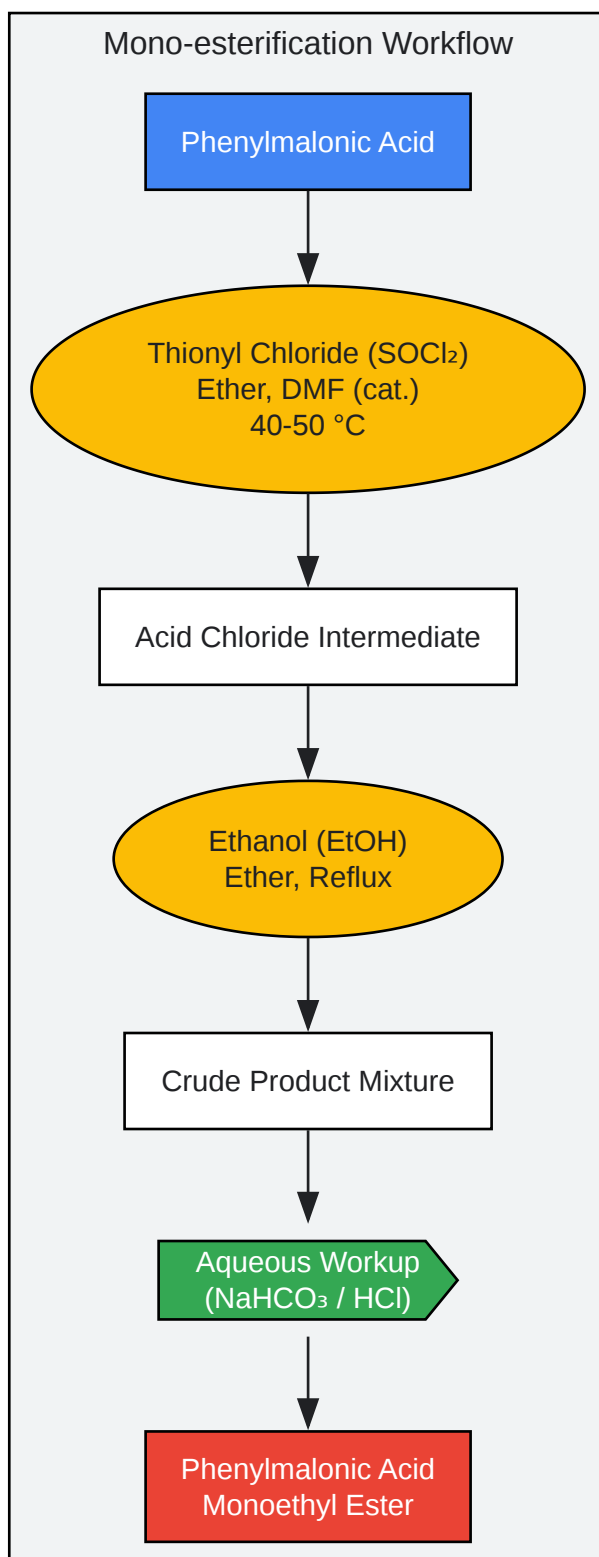 Mono-esterification Workflow
Phenylmalonic Acid
Thionyl Chloride (SOCl₂)
Ether, DMF (cat.)
40-50 °C
Acid Chloride Intermediate
Ethanol (EtOH)
Ether, Reflux
Crude Product Mixture
Aqueous Workup
(NaHCO₃ / HCl)
Phenylmalonic Acid
Monoethyl Ester